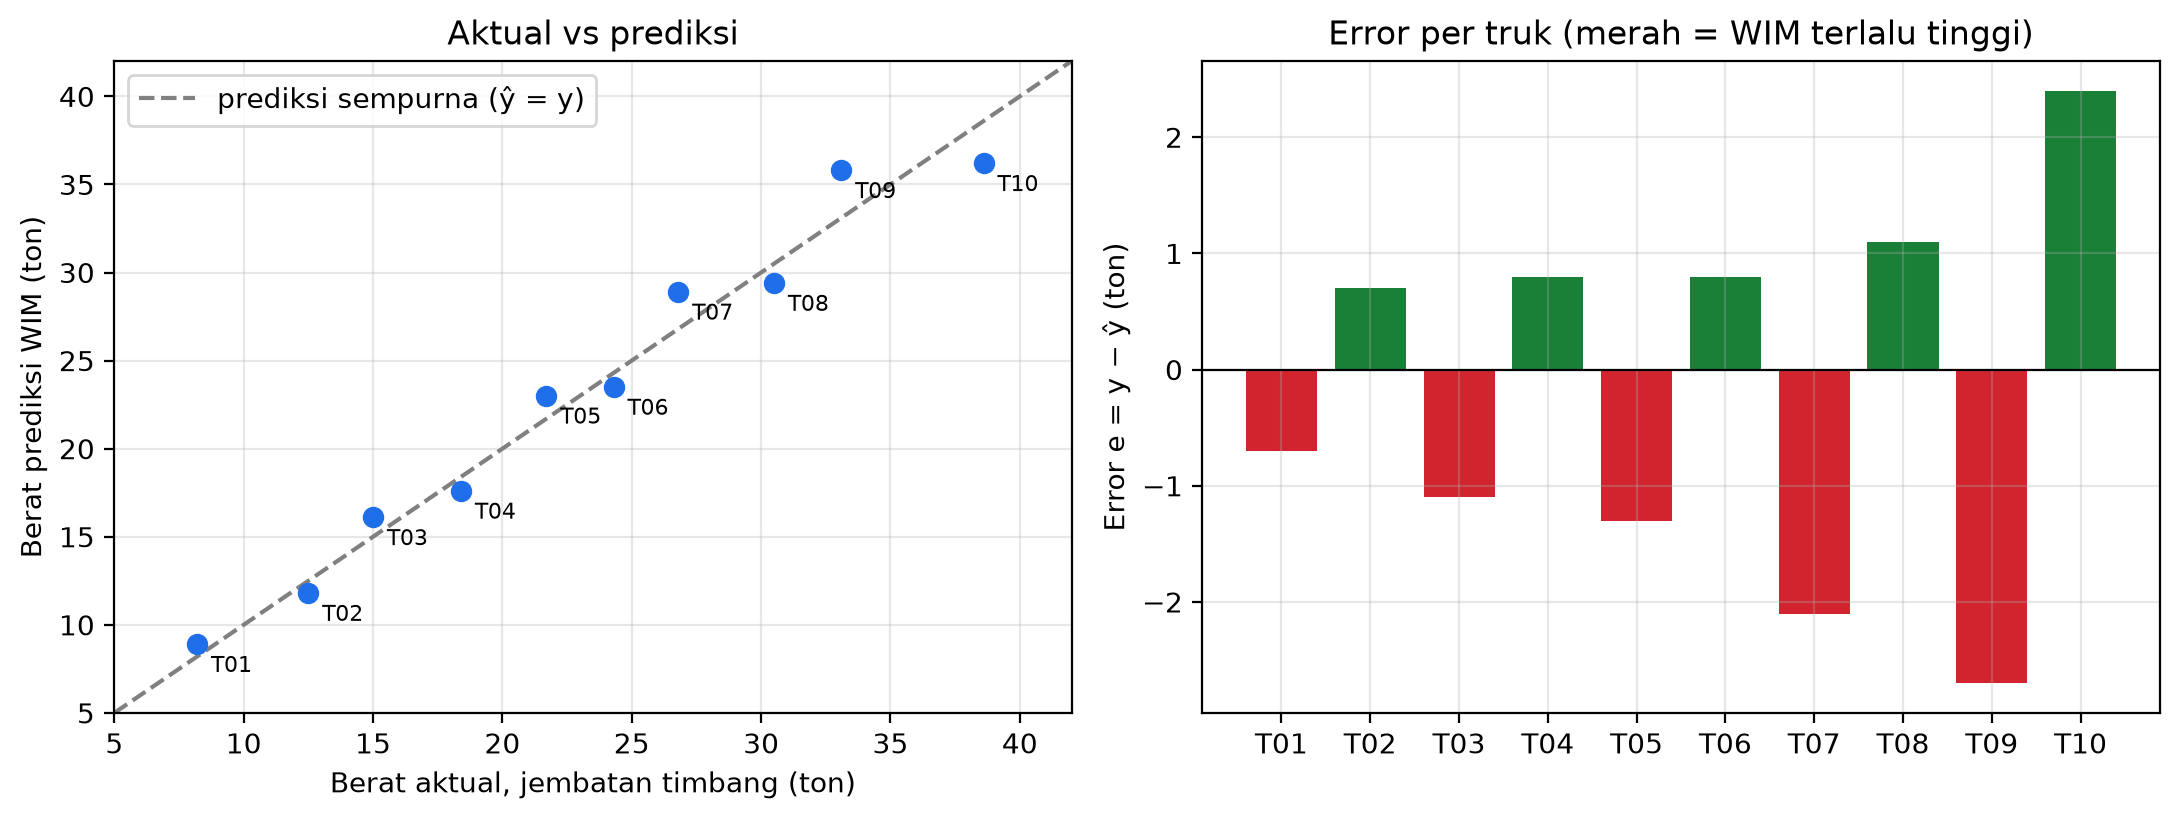 Aktual vs prediksi
prediksi sempurna (ŷ = y)
40
35
30
25
20
15
10
5
Berat prediksi WIM (ton)
T01
T02
T03
T04
T05
T06
T07
T08
T09
T10
5 10 15 20 25 30 35 40
Berat aktual, jembatan timbang (ton)
Error per truk (merah = WIM terlalu tinggi)
2
1
0
−1
−2
Error e = y − ŷ (ton)
T01 T02 T03 T04 T05 T06 T07 T08 T09 T10